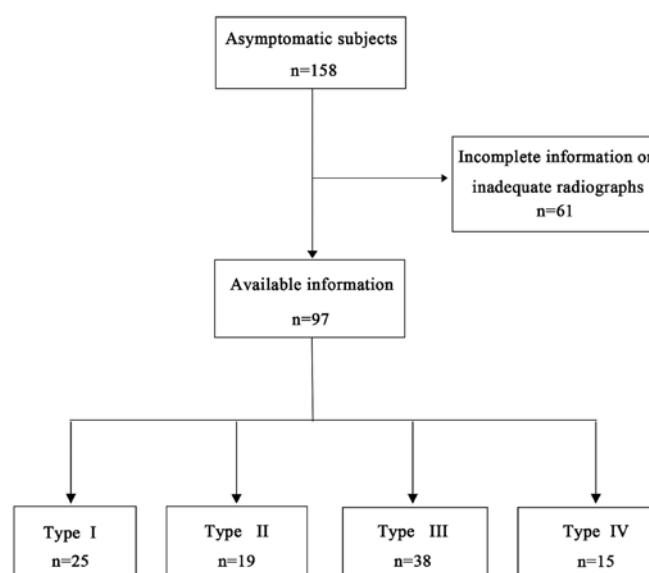 Asymptomatic subjects
n=158
Incomplete information or
inadequate radiographs
n=61
Available information
n=97
Type I
n=25
Type II
n=19
Type III
n=38
Type IV
n=15